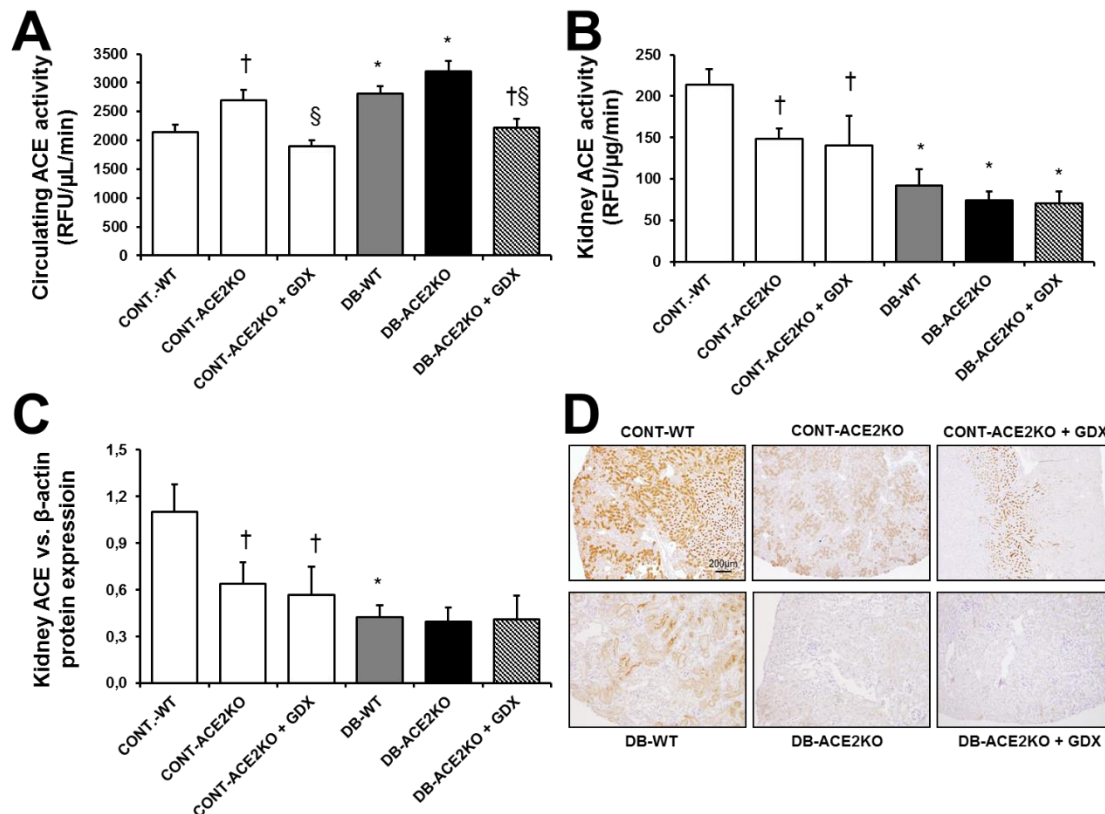 A
Circulating ACE activity
(RFU/µL/min)
3500
3000
2500
2000
1500
1000
500
0
†
§
*
*
†§
CONT.-WT
CONT-ACE2KO
CONT-ACE2KO + GDX
DB-WT
DB-ACE2KO
DB-ACE2KO + GDX
B
Kidney ACE activity
(RFU/µg/min)
250
200
150
100
50
0
†
†
*
*
*
CONT.-WT
CONT-ACE2KO
CONT-ACE2KO + GDX
DB-WT
DB-ACE2KO
DB-ACE2KO + GDX
C
Kidney ACE vs. β-actin
protein expressioin
1,5
1,2
0,9
0,6
0,3
0,0
†
†
*
CONT.-WT
CONT-ACE2KO
CONT-ACE2KO + GDX
DB-WT
DB-ACE2KO
DB-ACE2KO + GDX
D
CONT-WT
CONT-ACE2KO
CONT-ACE2KO + GDX
200µm
DB-WT
DB-ACE2KO
DB-ACE2KO + GDX